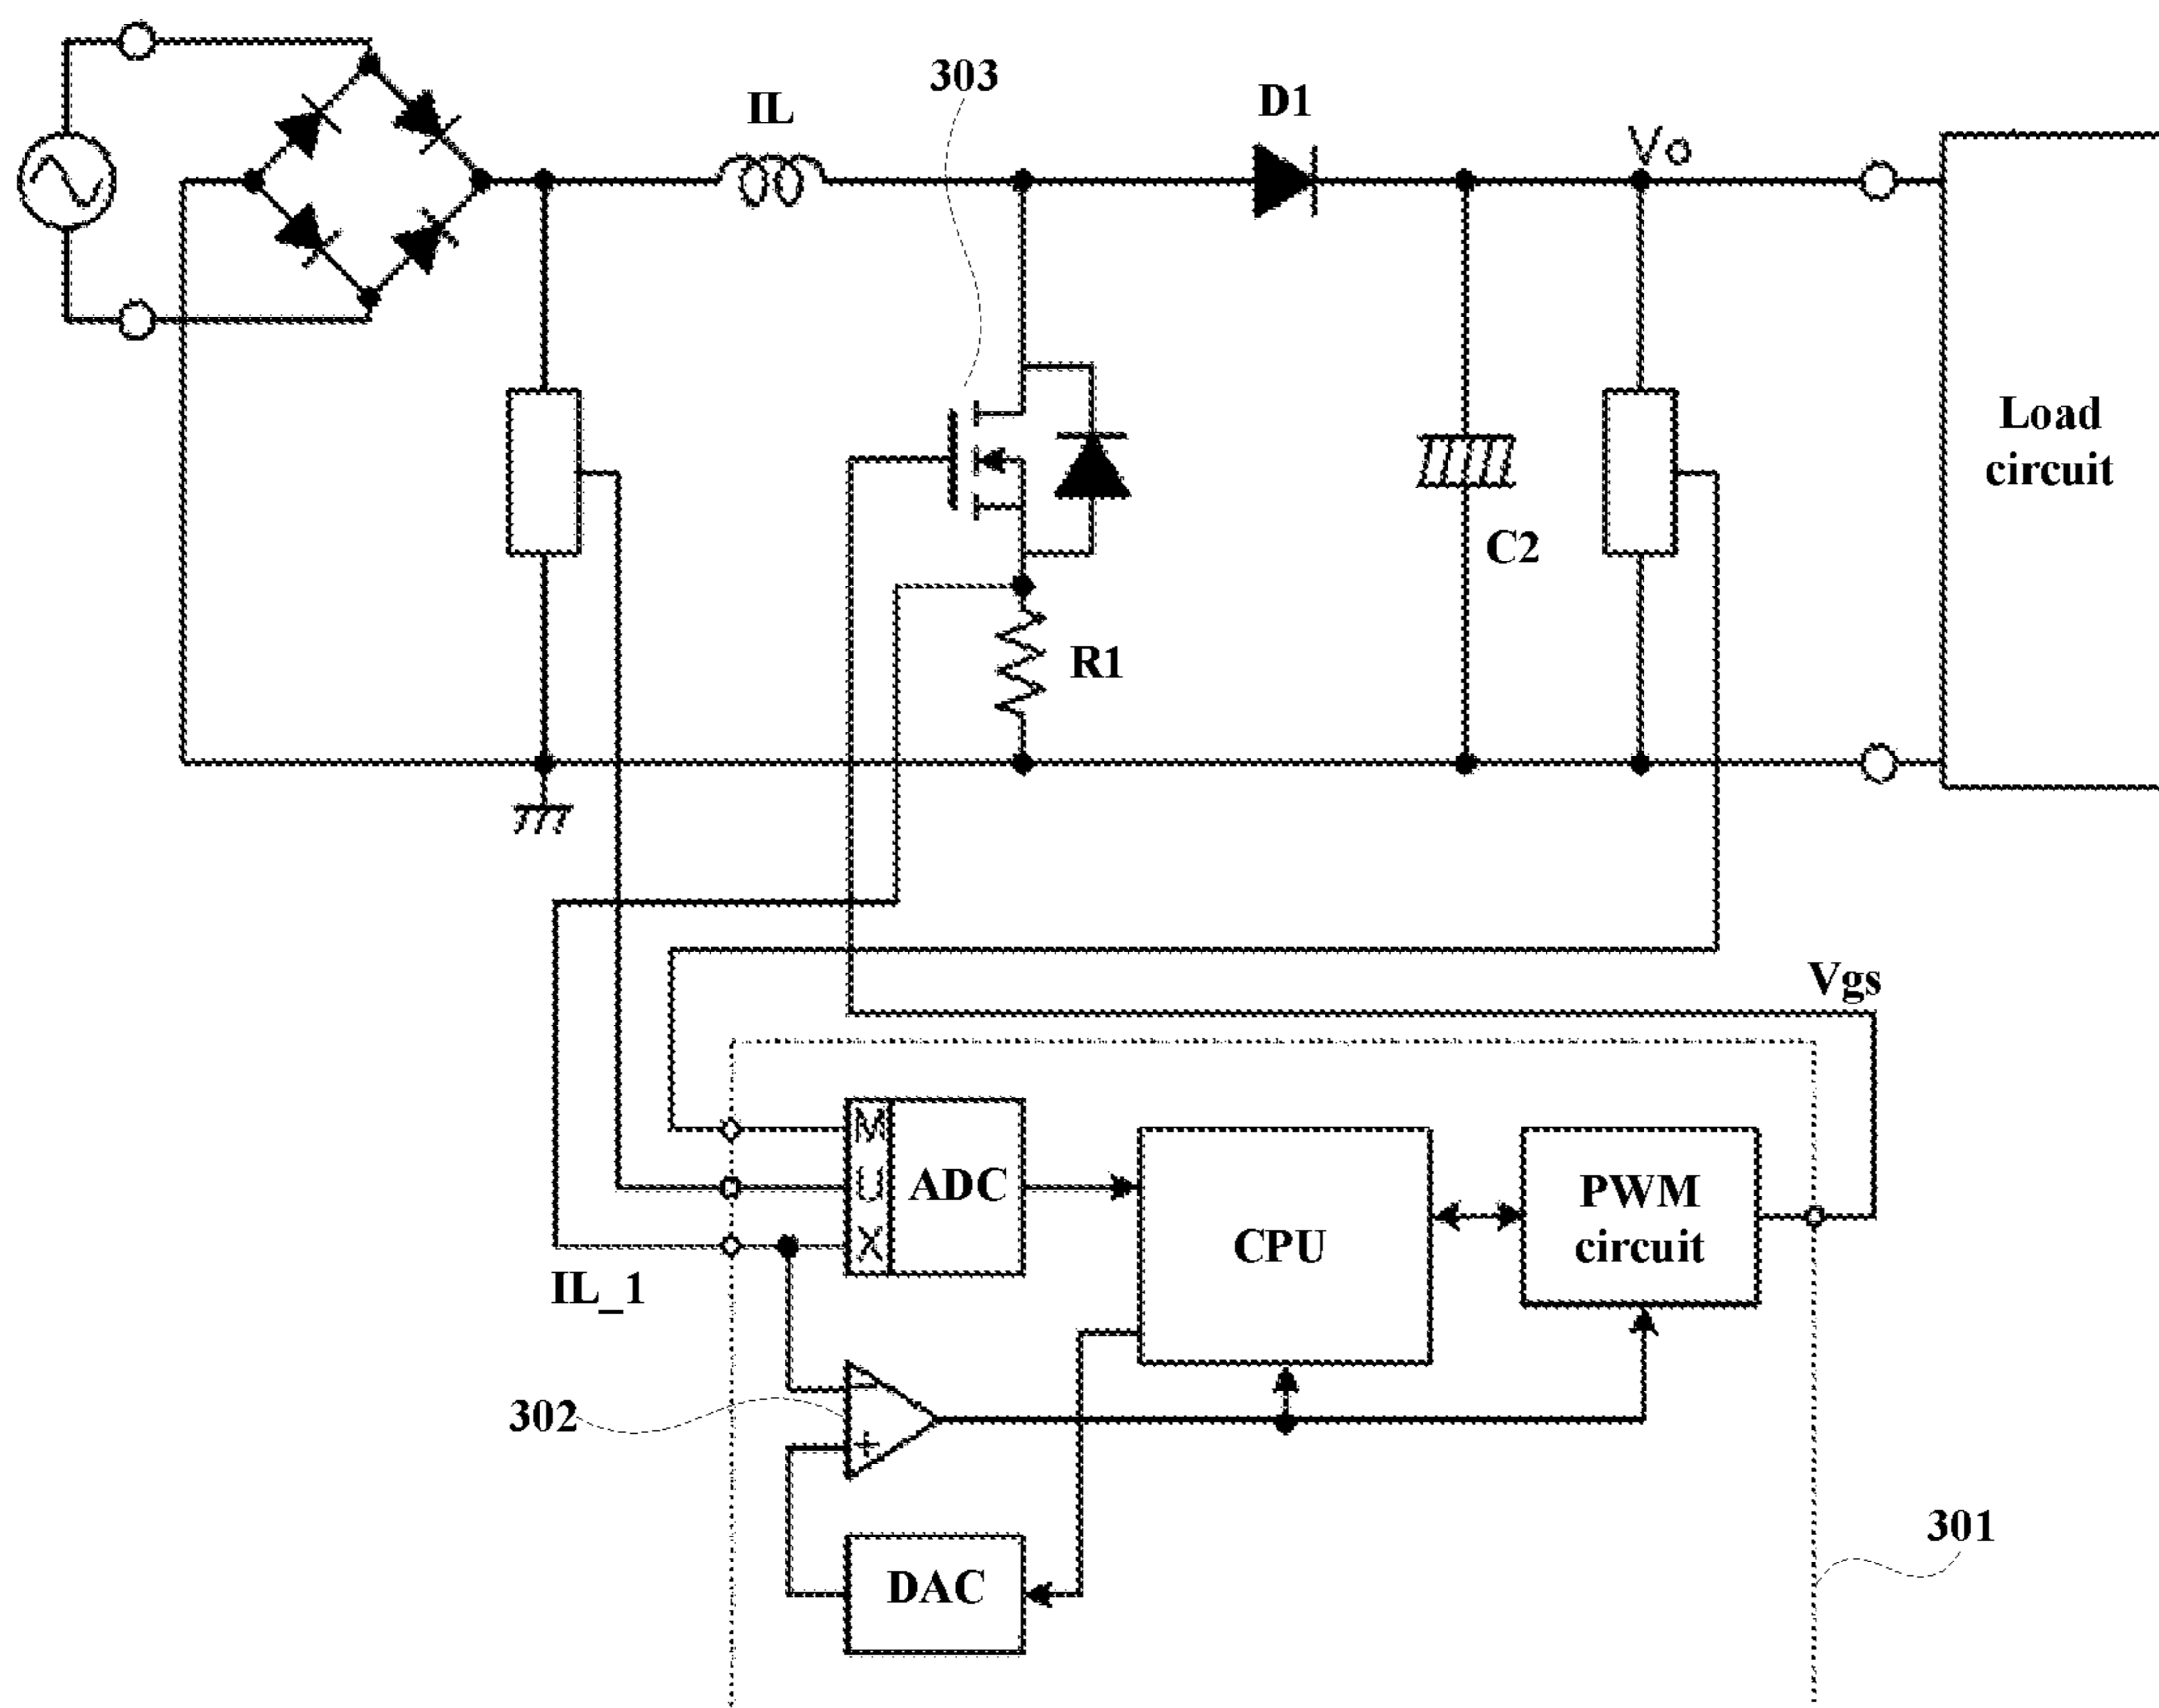 303
IL
D1
Vo
Load
circuit
C2
R1
Vgs
M
U
X
ADC
CPU
PWM
circuit
IL_1
302
−
+
301
DAC